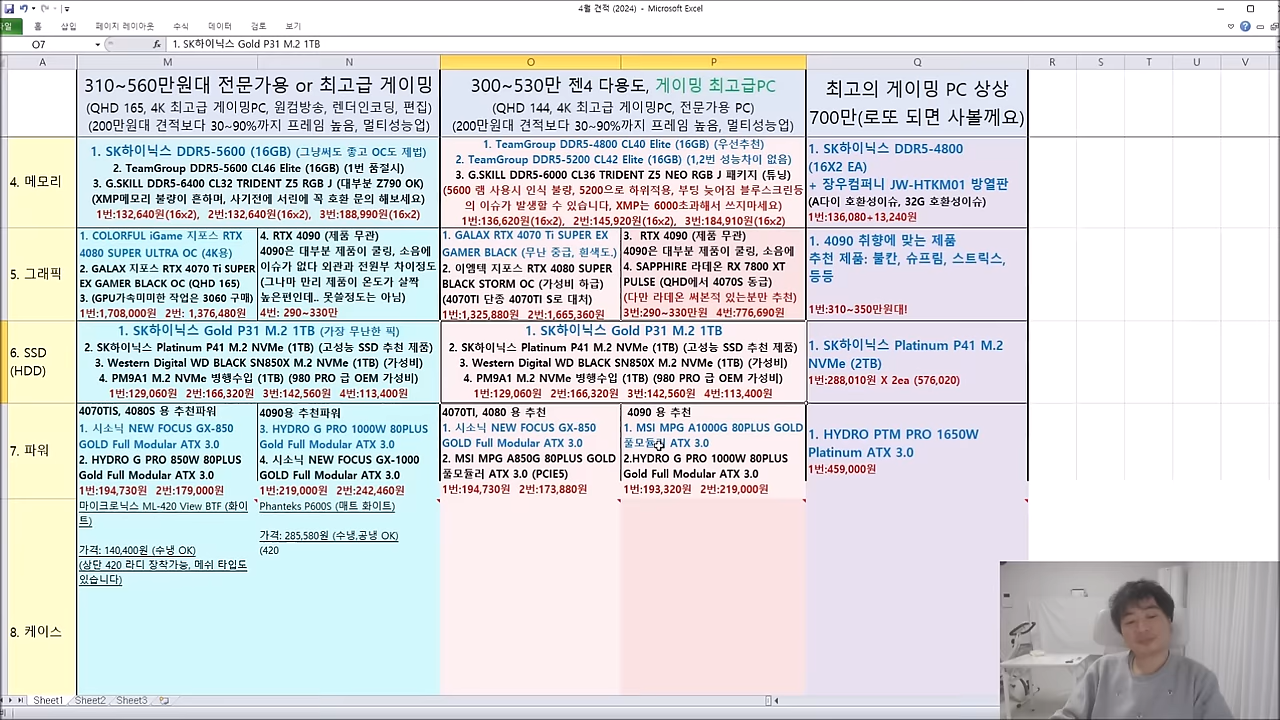 4월 견적 (2024) - Microsoft Excel
파일 홈 삽입 페이지 레이아웃 수식 데이터 검토 보기
O7 fx 1. SK하이닉스 Gold P31 M.2 1TB
A M N O P Q R S T U V
310~560만원대 전문가용 or 최고급 게이밍
(QHD 165, 4K 최고급 게이밍PC, 원컴방송, 렌더인코딩, 편집)
(200만원대 견적보다 30~90%까지 프레임 높음, 멀티성능업)
300~530만 젠4 다용도, 게이밍 최고급PC
(QHD 144, 4K 최고급 게이밍PC, 전문가용 PC)
(200만원대 견적보다 30~90%까지 프레임 높음, 멀티성능업)
최고의 게이밍 PC 상상
700만(로또 되면 사볼께요)
4. 메모리
1. SK하이닉스 DDR5-5600 (16GB) (그냥써도 좋고 OC도 제법)
2. TeamGroup DDR5-5600 CL46 Elite (16GB) (1번 품절시)
3. G.SKILL DDR5-6400 CL32 TRIDENT Z5 RGB J (대부분 Z790 OK)
(XMP메모리 불량이 흔하며, 사기전에 서린에 꼭 호환 문의 해보세요)
1번:132,640원(16x2), 2번:132,640원(16x2), 3번:188,990원(16x2)
1. TeamGroup DDR5-4800 CL40 Elite (16GB) (우선추천)
2. TeamGroup DDR5-5200 CL42 Elite (16GB) (1,2번 성능차이 없음)
3. G.SKILL DDR5-6000 CL36 TRIDENT Z5 NEO RGB J 패키지 (튜닝)
(5600 램 사용시 인식 불량, 5200으로 하위적용, 부팅 늦어짐 블루스크린등
의 이슈가 발생할 수 있습니다, XMP는 6000초과해서 쓰지마세요)
1번:136,620원(16x2), 2번:145,920원(16x2), 3번:184,910원(16x2)
1. SK하이닉스 DDR5-4800
(16X2 EA)
+ 장우컴퍼니 JW-HTKM01 방열판
(A다이 호환성이슈, 32G 호환성이슈)
1번:136,080+13,240원
5. 그래픽
1. COLORFUL iGame 지포스 RTX
4080 SUPER ULTRA OC (4K용)
2. GALAX 지포스 RTX 4070 Ti SUPER
EX GAMER BLACK OC (QHD 165)
3. (GPU가속미미한 작업은 3060 구매)
1번:1,708,000원 2번: 1,376,480원
4. RTX 4090 (제품 무관)
4090은 대부분 제품이 쿨링, 소음에
이슈가 없다 외관과 전원부 차이정도
(그나마 만리 제품이 온도가 살짝
높은편인데.. 못쓸정도는 아님)
4번: 290~330만
1. GALAX RTX 4070 Ti SUPER EX
GAMER BLACK (무난 중급, 흰색도.)
2. 이엠텍 지포스 RTX 4080 SUPER
BLACK STORM OC (가성비 하급)
(4070TI 단종 4070TI S로 대처)
1번:1,325,880원 2번:1,665,360원
3. RTX 4090 (제품 무관)
4090은 대부분 제품이 쿨링, 소음에
4. SAPPHIRE 라데온 RX 7800 XT
PULSE (QHD에서 4070S 동급)
(다만 라데온 써본적 있는분만 추천)
3번:290~330만원 4번:776,690원
1. 4090 취향에 맞는 제품
추천 제품: 불칸, 슈프림, 스트릭스,
등등
1번:310~350만원대!
6. SSD
(HDD)
1. SK하이닉스 Gold P31 M.2 1TB (가장 무난한 픽)
2. SK하이닉스 Platinum P41 M.2 NVMe (1TB) (고성능 SSD 추천 제품)
3. Western Digital WD BLACK SN850X M.2 NVMe (1TB) (가성비)
4. PM9A1 M.2 NVMe 병행수입 (1TB) (980 PRO 급 OEM 가성비)
1번:129,060원 2번:166,320원 3번:142,560원 4번:113,400원
1. SK하이닉스 Gold P31 M.2 1TB
2. SK하이닉스 Platinum P41 M.2 NVMe (1TB) (고성능 SSD 추천 제품)
3. Western Digital WD BLACK SN850X M.2 NVMe (1TB) (가성비)
4. PM9A1 M.2 NVMe 병행수입 (1TB) (980 PRO 급 OEM 가성비)
1번:129,060원 2번:166,320원 3번:142,560원 4번:113,400원
1. SK하이닉스 Platinum P41 M.2
NVMe (2TB)
1번:288,010원 X 2ea (576,020)
7. 파워
4070TIS, 4080S 용 추천파워
1. 시소닉 NEW FOCUS GX-850
GOLD Full Modular ATX 3.0
2. HYDRO G PRO 850W 80PLUS
Gold Full Modular ATX 3.0
1번:194,730원 2번:179,000원
4090용 추천파워
3. HYDRO G PRO 1000W 80PLUS
Gold Full Modular ATX 3.0
4. 시소닉 NEW FOCUS GX-1000
GOLD Full Modular ATX 3.0
1번:219,000원 2번:242,460원
4070TI, 4080 용 추천
1. 시소닉 NEW FOCUS GX-850
GOLD Full Modular ATX 3.0
2. MSI MPG A850G 80PLUS GOLD
풀모듈러 ATX 3.0 (PCIE5)
1번:194,730원 2번:173,880원
4090 용 추천
1. MSI MPG A1000G 80PLUS GOLD
풀모듈러 ATX 3.0
2.HYDRO G PRO 1000W 80PLUS
Gold Full Modular ATX 3.0
1번:193,320원 2번:219,000원
1. HYDRO PTM PRO 1650W
Platinum ATX 3.0
1번:459,000원
8. 케이스
마이크로닉스 ML-420 View BTF (화이
트)
가격: 140,400원 (수냉 OK)
(상단 420 라디 장착가능, 메쉬 타입도
있습니다)
Phanteks P600S (매트 화이트)
가격: 285,580원 (수냉,공냉 OK)
(420
Sheet1 Sheet2 Sheet3